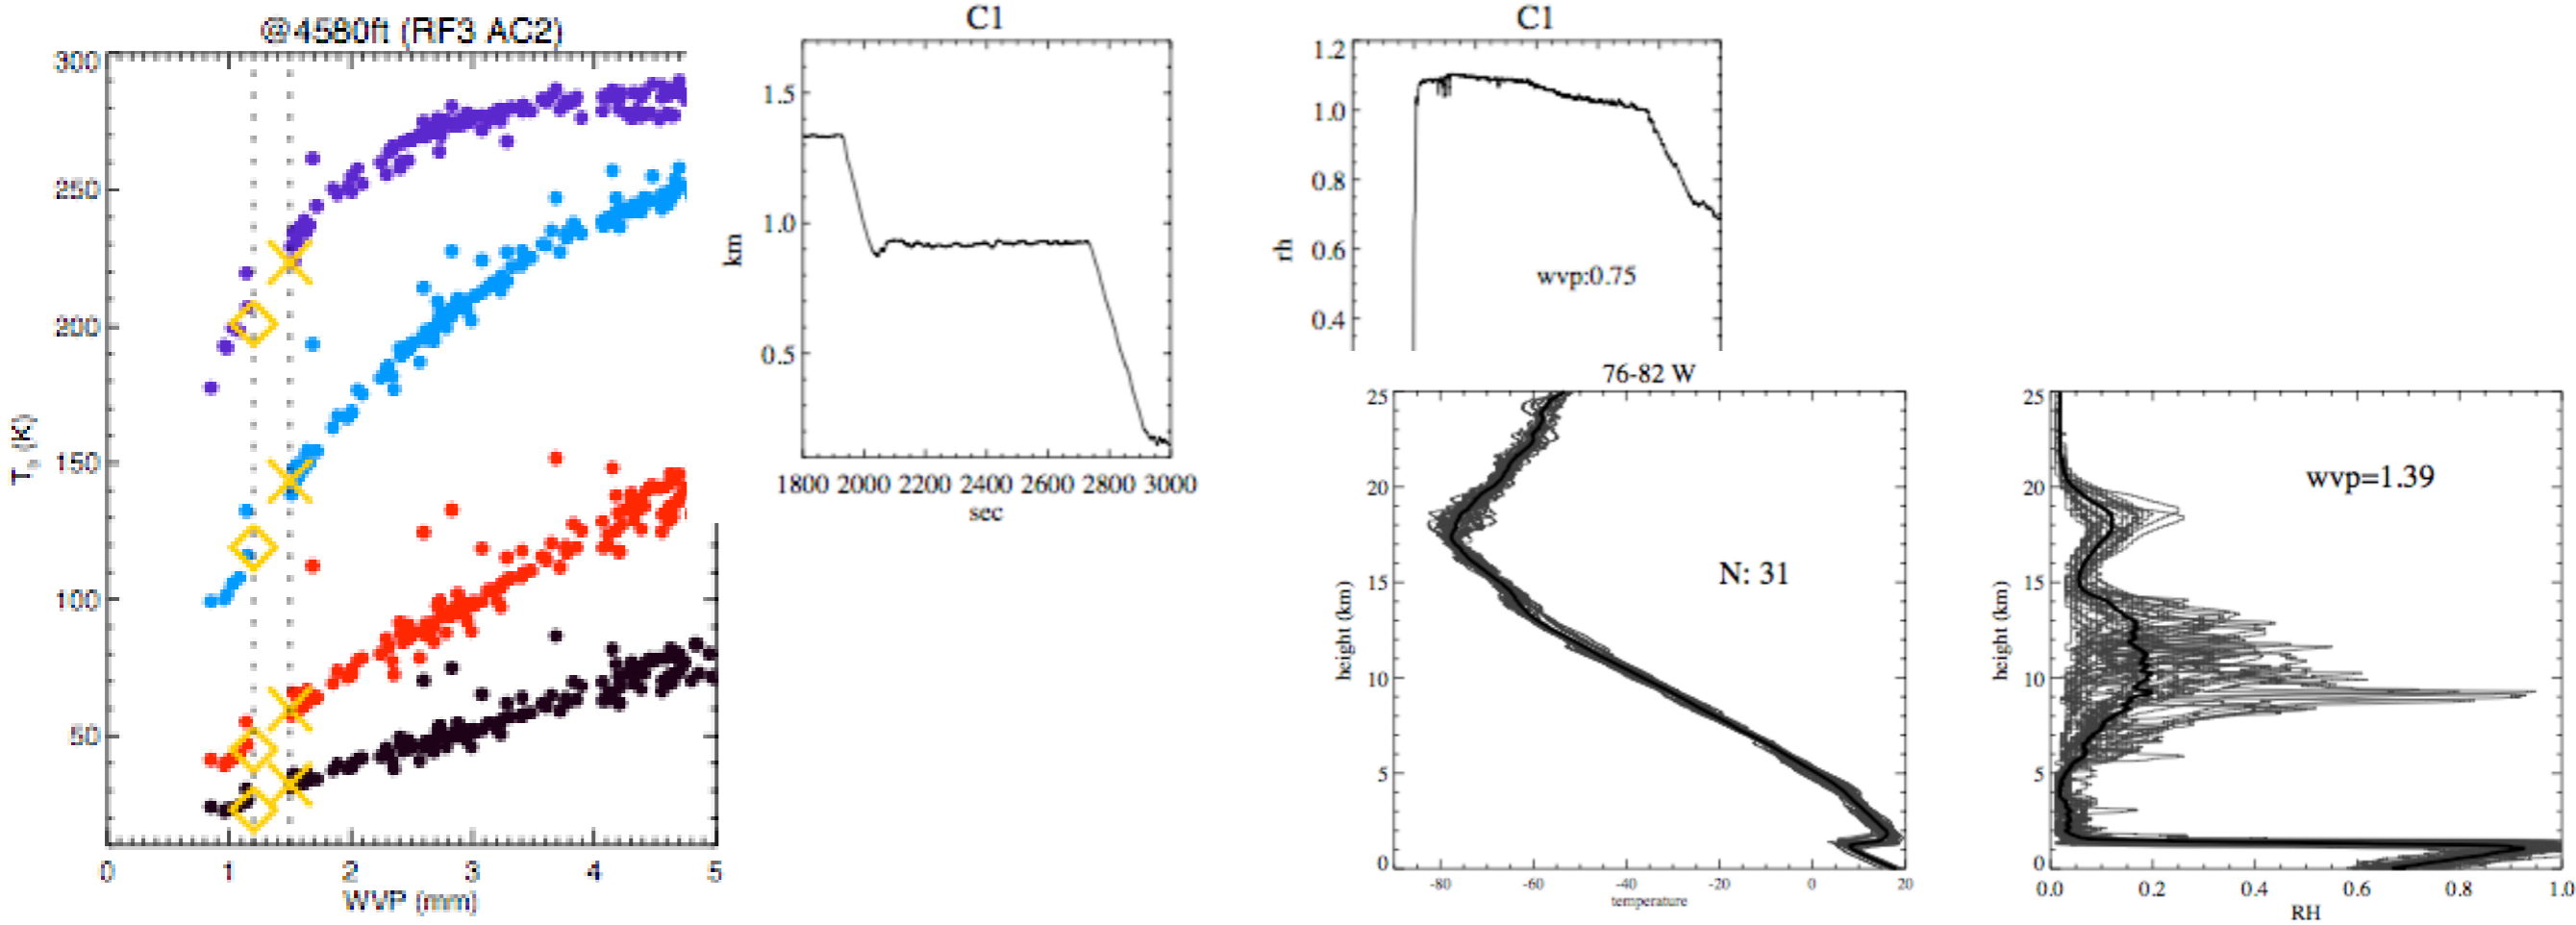 @4580ft (RF3 AC2)
300
250
200
150
100
50
T_b (K)
0 1 2 3 4 5
WVP (mm)
C1
1.5
1.0
0.5
km
1800 2000 2200 2400 2600 2800 3000
sec
C1
1.2
1.0
0.8
0.6
0.4
rh
wvp:0.75
76-82 W
25
20
15
10
5
0
height (km)
N: 31
-80 -60 -40 -20 0 20
temperature
25
20
15
10
5
0
height (km)
wvp=1.39
0.0 0.2 0.4 0.6 0.8 1.0
RH